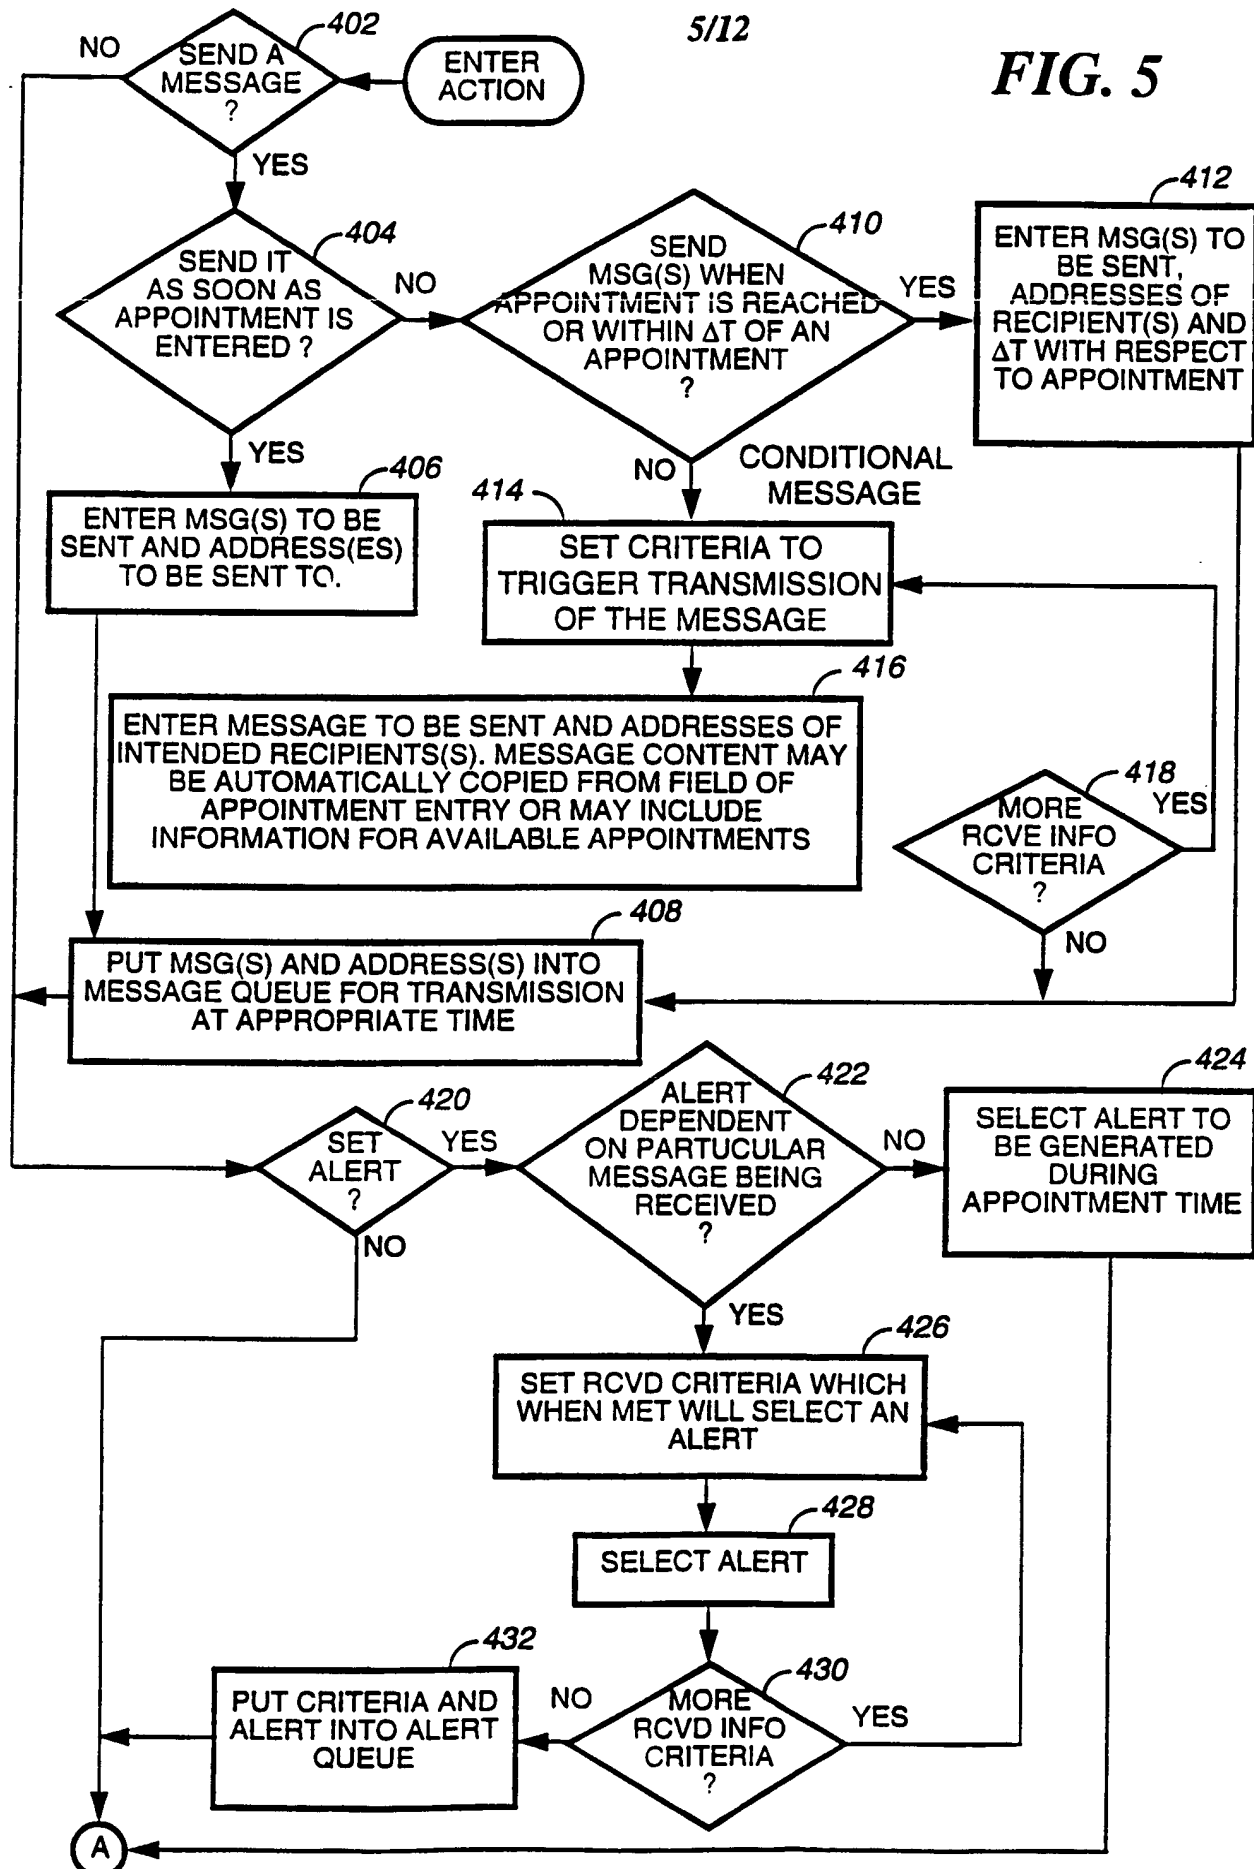 5/12
FIG. 5
402
NO
SEND A
MESSAGE
?
ENTER
ACTION
YES
404
SEND IT
AS SOON AS
APPOINTMENT IS
ENTERED ?
NO
410
SEND
MSG(S) WHEN
APPOINTMENT IS REACHED
OR WITHIN ΔT OF AN
APPOINTMENT
?
YES
412
ENTER MSG(S) TO
BE SENT,
ADDRESSES OF
RECIPIENT(S) AND
ΔT WITH RESPECT
TO APPOINTMENT
YES
406
ENTER MSG(S) TO BE
SENT AND ADDRESS(ES)
TO BE SENT TO.
NO
CONDITIONAL
MESSAGE
414
SET CRITERIA TO
TRIGGER TRANSMISSION
OF THE MESSAGE
416
ENTER MESSAGE TO BE SENT AND ADDRESSES OF
INTENDED RECIPIENTS(S). MESSAGE CONTENT MAY
BE AUTOMATICALLY COPIED FROM FIELD OF
APPOINTMENT ENTRY OR MAY INCLUDE
INFORMATION FOR AVAILABLE APPOINTMENTS
418
MORE
RCVE INFO
CRITERIA
?
YES
NO
408
PUT MSG(S) AND ADDRESS(S) INTO
MESSAGE QUEUE FOR TRANSMISSION
AT APPROPRIATE TIME
420
SET
ALERT
?
YES
NO
422
ALERT
DEPENDENT
ON PARTUCULAR
MESSAGE BEING
RECEIVED
?
NO
424
SELECT ALERT TO
BE GENERATED
DURING
APPOINTMENT TIME
YES
426
SET RCVD CRITERIA WHICH
WHEN MET WILL SELECT AN
ALERT
428
SELECT ALERT
430
MORE
RCVD INFO
CRITERIA
?
YES
NO
432
PUT CRITERIA AND
ALERT INTO ALERT
QUEUE
A